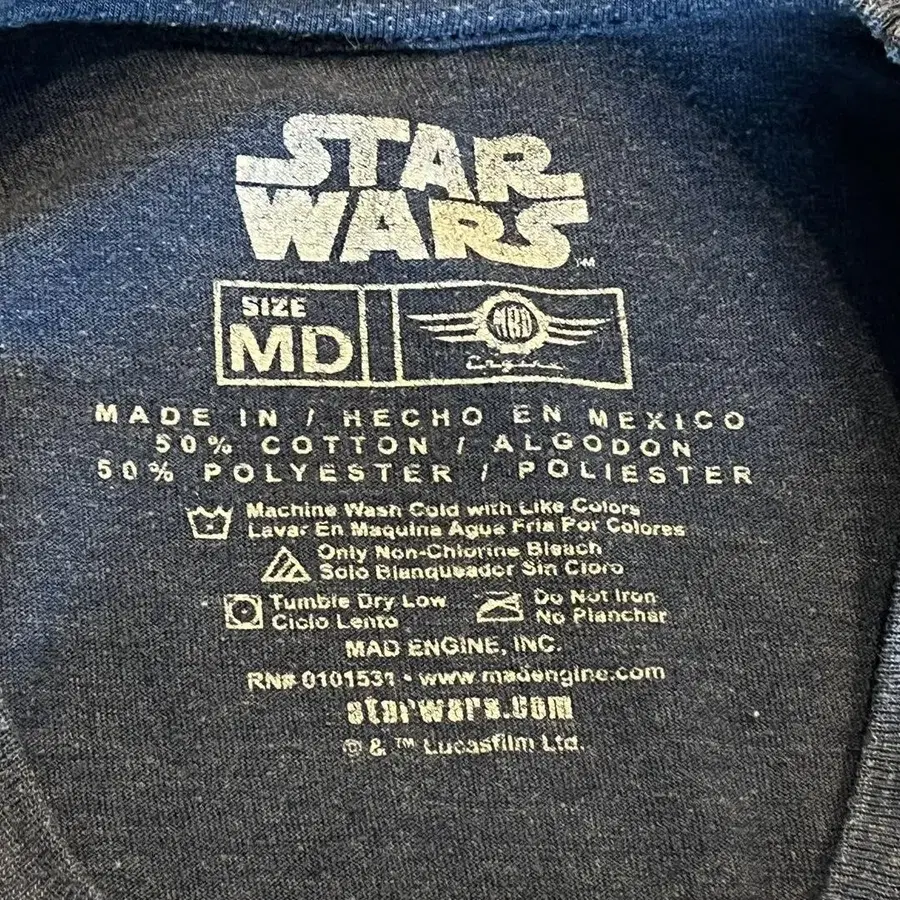 STAR
WARS
TM
SIZE
MD
MAD
Engine
MADE IN / HECHO EN MEXICO
50% COTTON / ALGODON
50% POLYESTER / POLIESTER
Machine Wash Cold with Like Colors
Lavar En Maquina Agua Fria Por Colores
Only Non-Chlorine Bleach
Solo Blanqueador Sin Cloro
Tumble Dry Low
Ciclo Lento
Do Not Iron
No Planchar
MAD ENGINE, INC.
RN# 0101531 • www.madengine.com
starwars.com
© & ™ Lucasfilm Ltd.